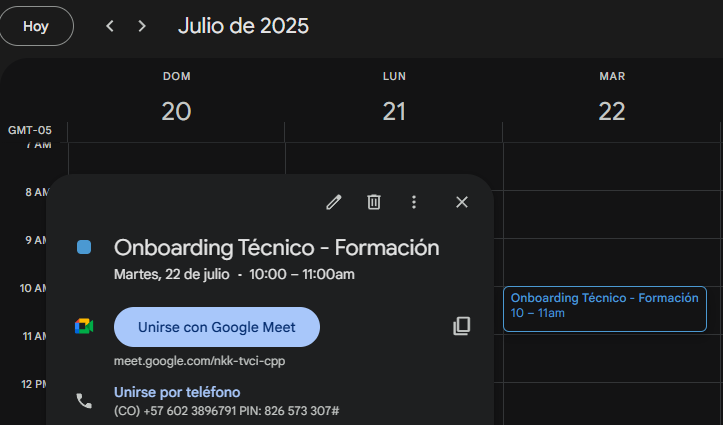 Hoy
Julio de 2025
DOM
LUN
MAR
20
21
22
GMT-05
7 AM
8 AM
9 AM
Onboarding Técnico - Formación
Martes, 22 de julio · 10:00 – 11:00am
10 AM
Onboarding Técnico - Formación
10 – 11am
Unirse con Google Meet
11 AM
meet.google.com/nkk-tvci-cpp
12 PM
Unirse por teléfono
(CO) +57 602 3896791 PIN: 826 573 307#